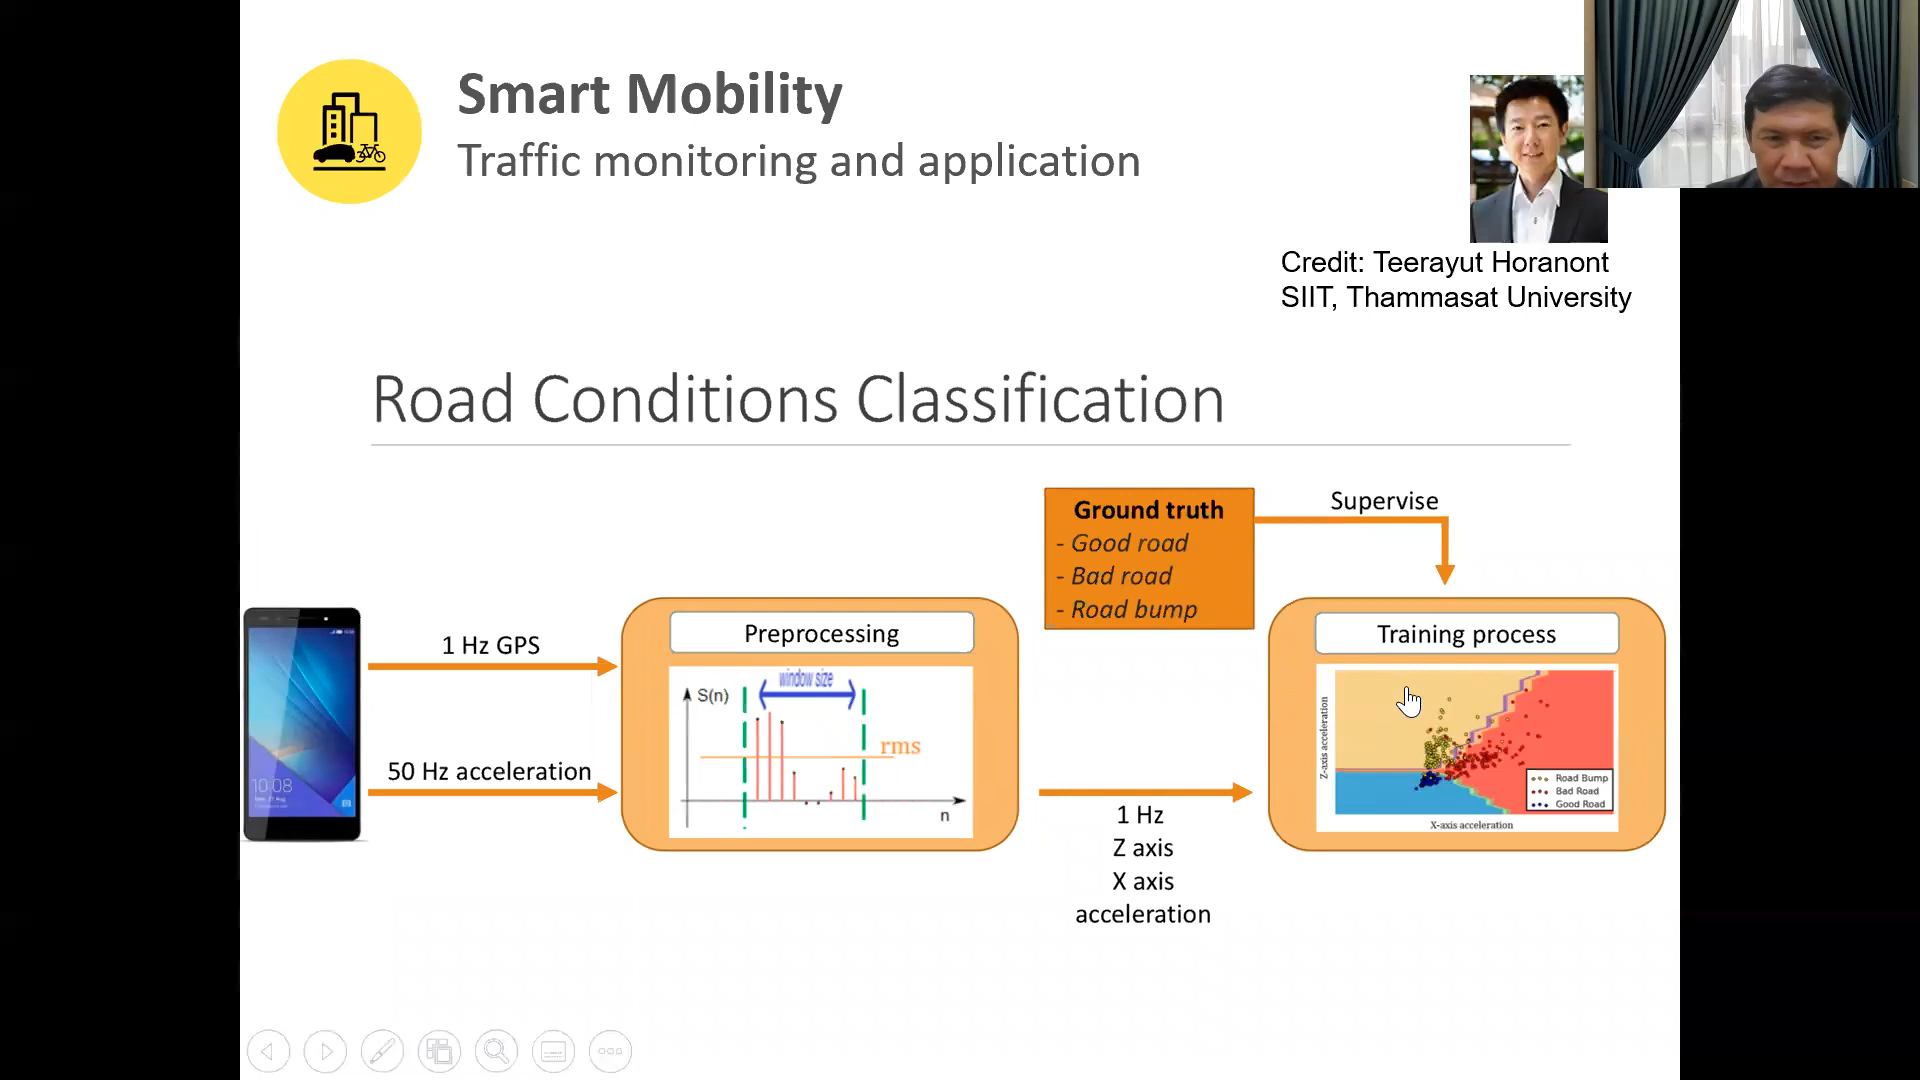 Smart Mobility
Traffic monitoring and application
Credit: Teerayut Horanont
SIIT, Thammasat University
Road Conditions Classification
Ground truth
- Good road
- Bad road
- Road bump
Supervise
1 Hz GPS
50 Hz acceleration
10:08
Preprocessing
window size
S(n)
rms
n
1 Hz
Z axis
X axis
acceleration
Training process
Z-axis acceleration
Road Bump
Bad Road
Good Road
X-axis acceleration